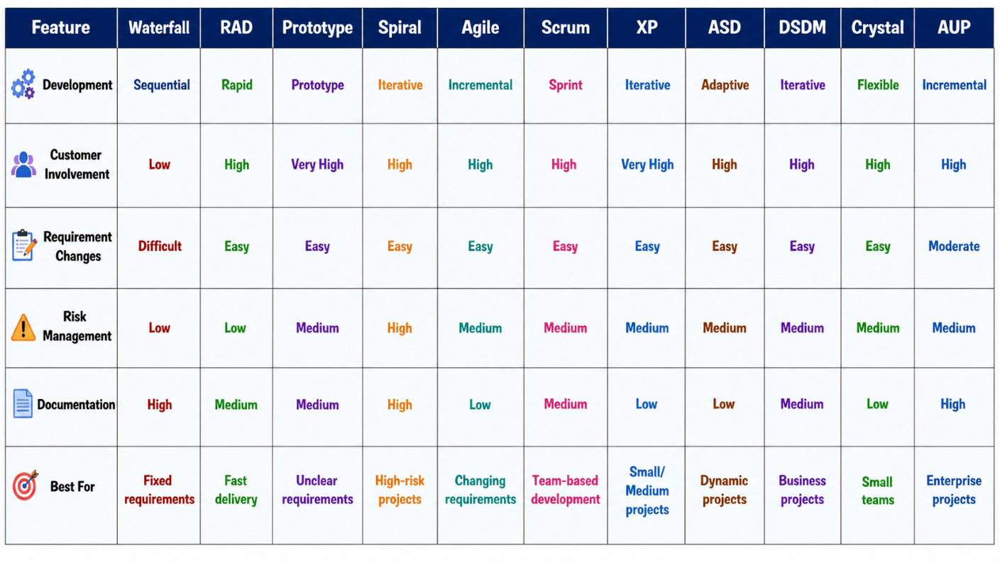 Feature Waterfall RAD Prototype Spiral Agile Scrum XP ASD DSDM Crystal AUP
Development Sequential Rapid Prototype Iterative Incremental Sprint Iterative Adaptive Iterative Flexible Incremental
Customer
Involvement Low High Very High High High High Very High High High High High
Requirement
Changes Difficult Easy Easy Easy Easy Easy Easy Easy Easy Easy Moderate
Risk
Management Low Low Medium High Medium Medium Medium Medium Medium Medium Medium
Documentation High Medium Medium High Low Medium Low Low Medium Low High
Best For
Fixed
requirements
Fast
delivery
Unclear
requirements
High-risk
projects
Changing
requirements
Team-based
development
Small/
Medium
projects
Dynamic
projects
Business
projects
Small
teams
Enterprise
projects